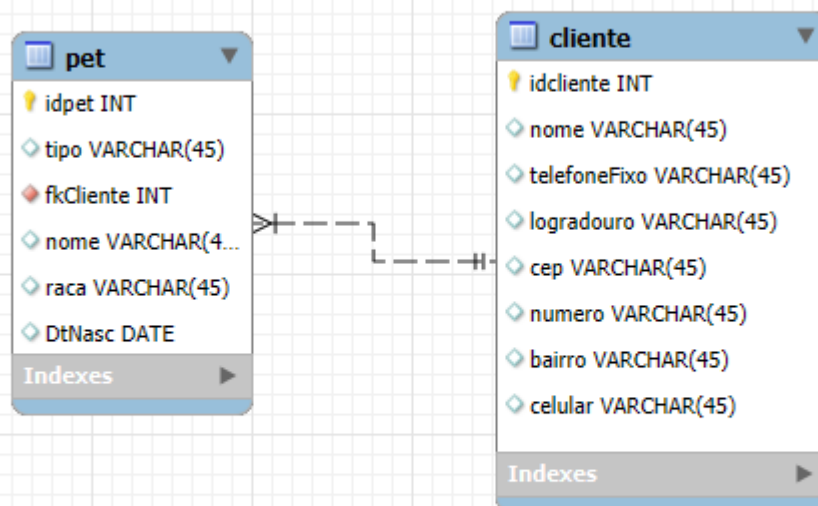 pet
idpet INT
tipo VARCHAR(45)
fkCliente INT
nome VARCHAR(4...
raca VARCHAR(45)
DtNasc DATE
Indexes
cliente
idcliente INT
nome VARCHAR(45)
telefoneFixo VARCHAR(45)
logradouro VARCHAR(45)
cep VARCHAR(45)
numero VARCHAR(45)
bairro VARCHAR(45)
celular VARCHAR(45)
Indexes